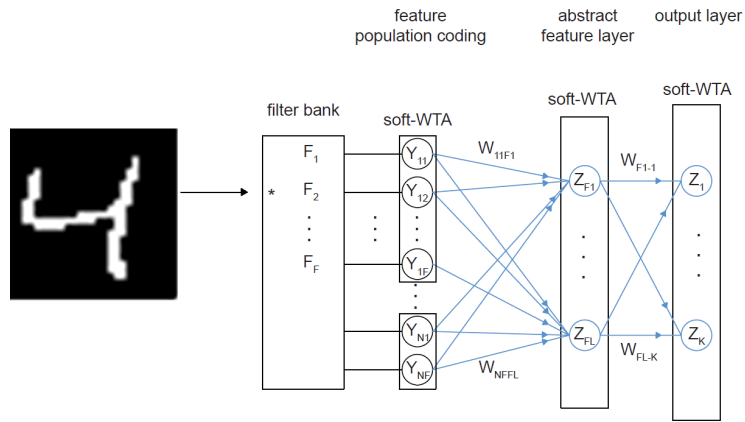 feature
population coding
abstract
feature layer
output layer
filter bank
soft-WTA
soft-WTA
soft-WTA
F1
*
F2
FF
Y11
Y12
Y1F
YN1
YNF
W11F1
WNFFL
ZF1
ZFL
WF1-1
WFL-K
Z1
ZK